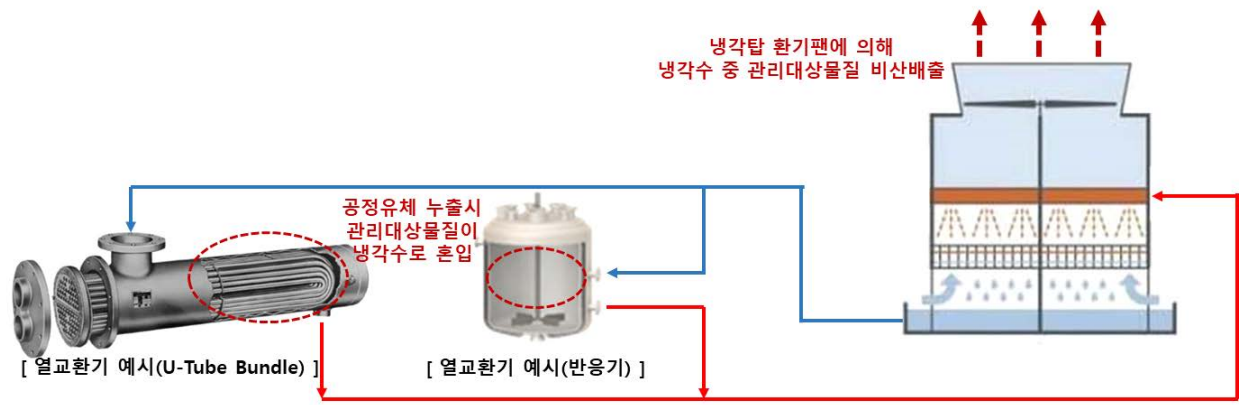 냉각탑 환기팬에 의해
냉각수 중 관리대상물질 비산배출
공정유체 누출시
관리대상물질이
냉각수로 혼입
[ 열교환기 예시(U-Tube Bundle) ]
[ 열교환기 예시(반응기) ]